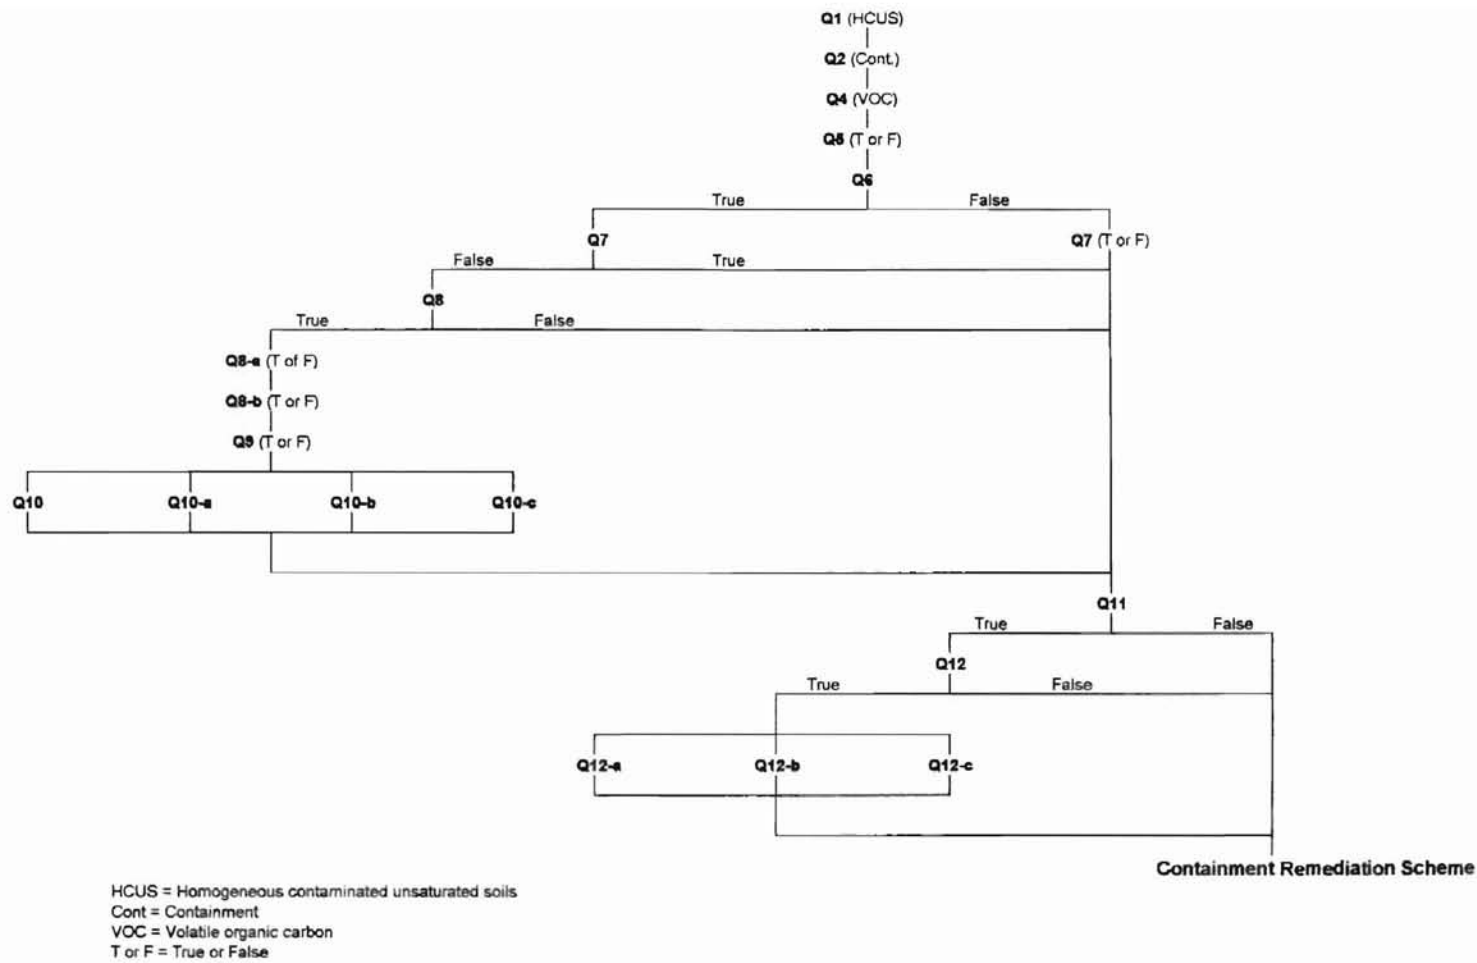 Q1 (HCUS)
Q2 (Cont.)
Q4 (VOC)
Q5 (T or F)
Q6
True False
Q7 Q7 (T or F)
False True
Q8
True False
Q8-a (T of F)
Q8-b (T or F)
Q9 (T or F)
Q10 Q10-a Q10-b Q10-c
Q11
True False
Q12
True False
Q12-a Q12-b Q12-c
Containment Remediation Scheme
HCUS = Homogeneous contaminated unsaturated soils
Cont = Containment
VOC = Volatile organic carbon
T or F = True or False